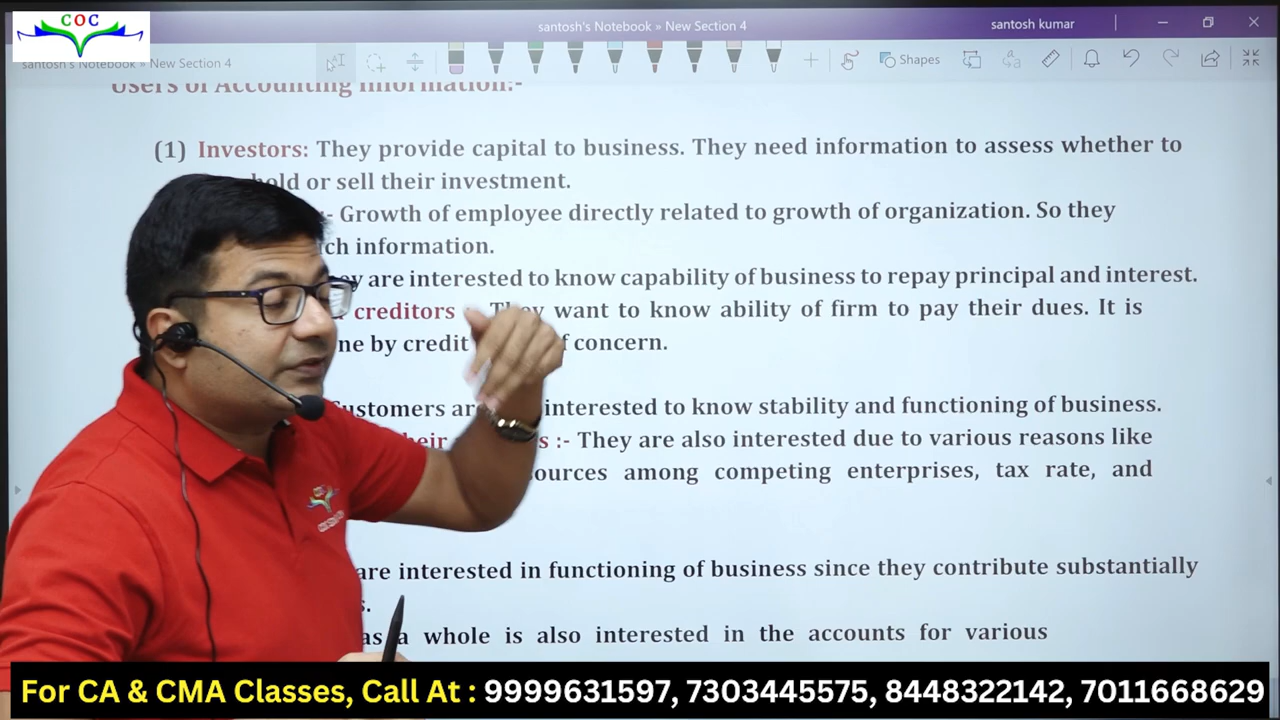 COC
santosh's Notebook » New Section 4
santosh kumar
santosh's Notebook » New Section 4
Shapes
Users of Accounting Information:-
(1) Investors: They provide capital to business. They need information to assess whether to
hold or sell their investment.
:- Growth of employee directly related to growth of organization. So they
information.
are interested to know capability of business to repay principal and interest.
creditors They want to know ability of firm to pay their dues. It is
by credit of concern.
Customers are interested to know stability and functioning of business.
:- They are also interested due to various reasons like
among competing enterprises, tax rate, and
are interested in functioning of business since they contribute substantially
as a whole is also interested in the accounts for various
For CA & CMA Classes, Call At : 9999631597, 7303445575, 8448322142, 7011668629